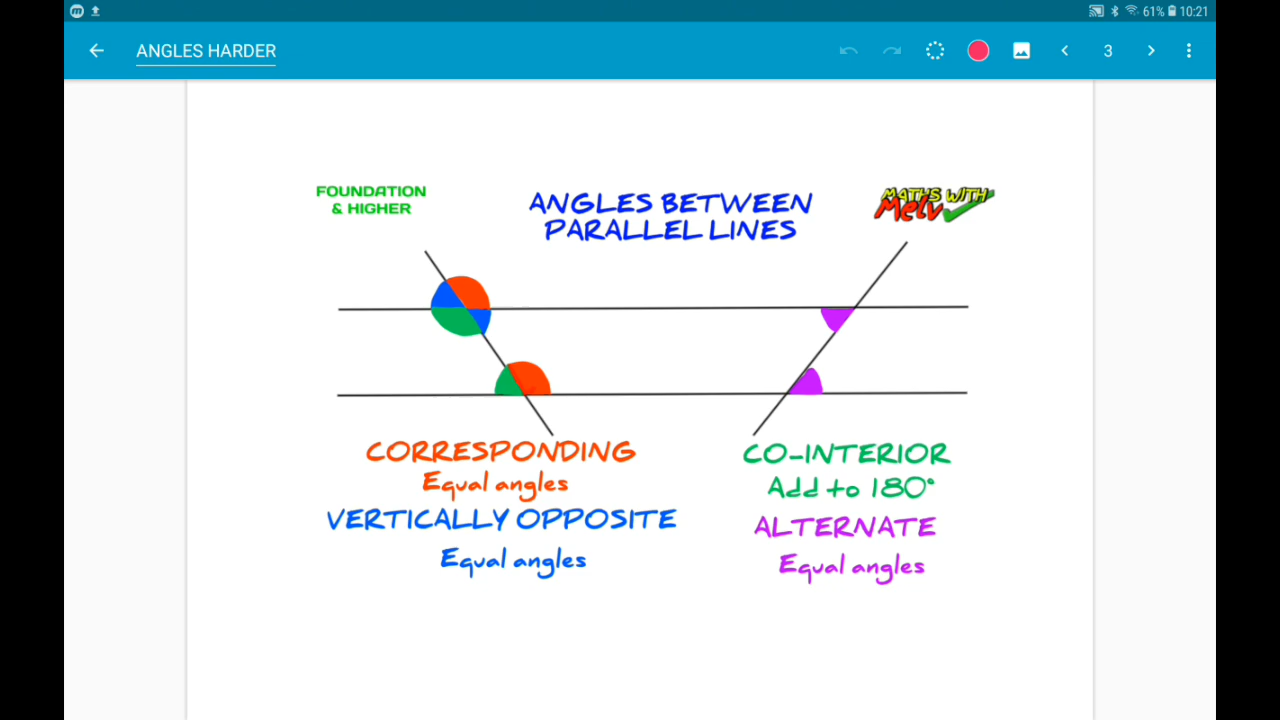 61% 10:21
ANGLES HARDER
3
FOUNDATION
& HIGHER
ANGLES BETWEEN
PARALLEL LINES
MATHS WITH
Melv
CORRESPONDING
Equal angles
VERTICALLY OPPOSITE
Equal angles
CO-INTERIOR
Add to 180°
ALTERNATE
Equal angles